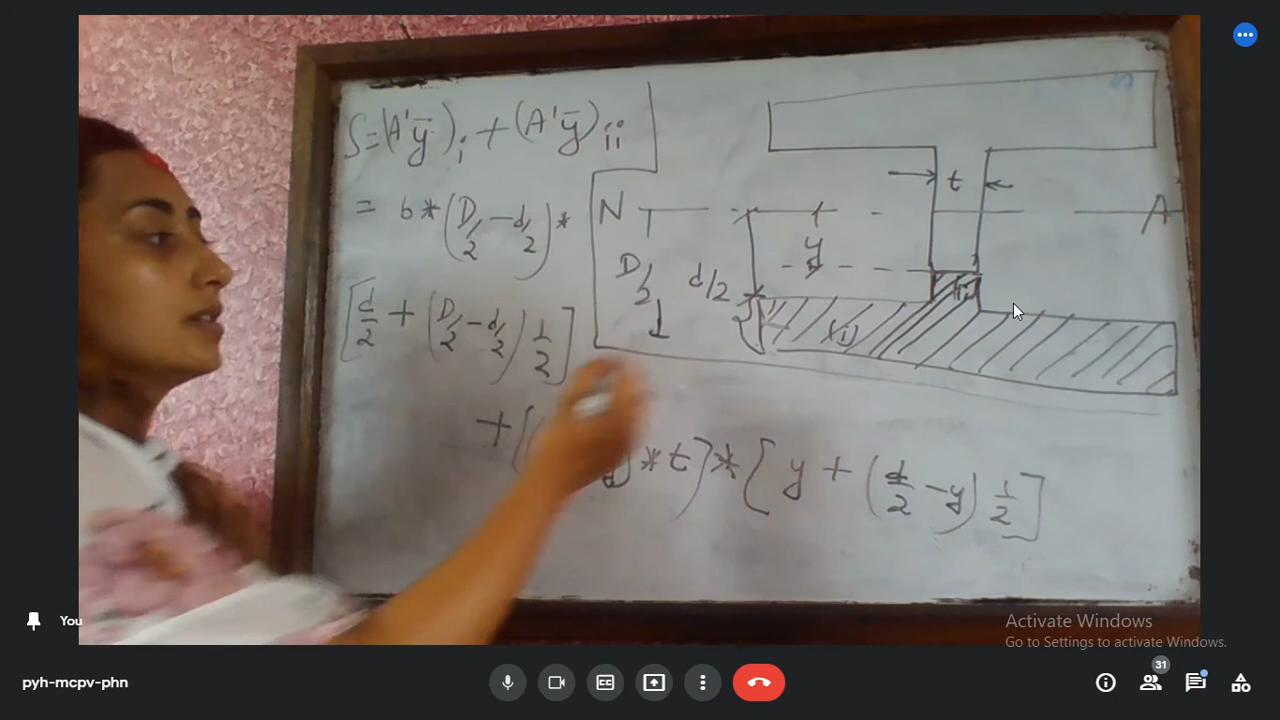 S=(A'ȳ)i + (A'ȳ)ii
= b*(D/2 - d/2)*
[d/2 + (D/2 - d/2) 1/2]
*t]*[y + (d/2 - y) 1/2]
t
N A
y
D/2 d/2
(i)
You
Activate Windows
Go to Settings to activate Windows.
pyh-mcpv-phn
CC
31